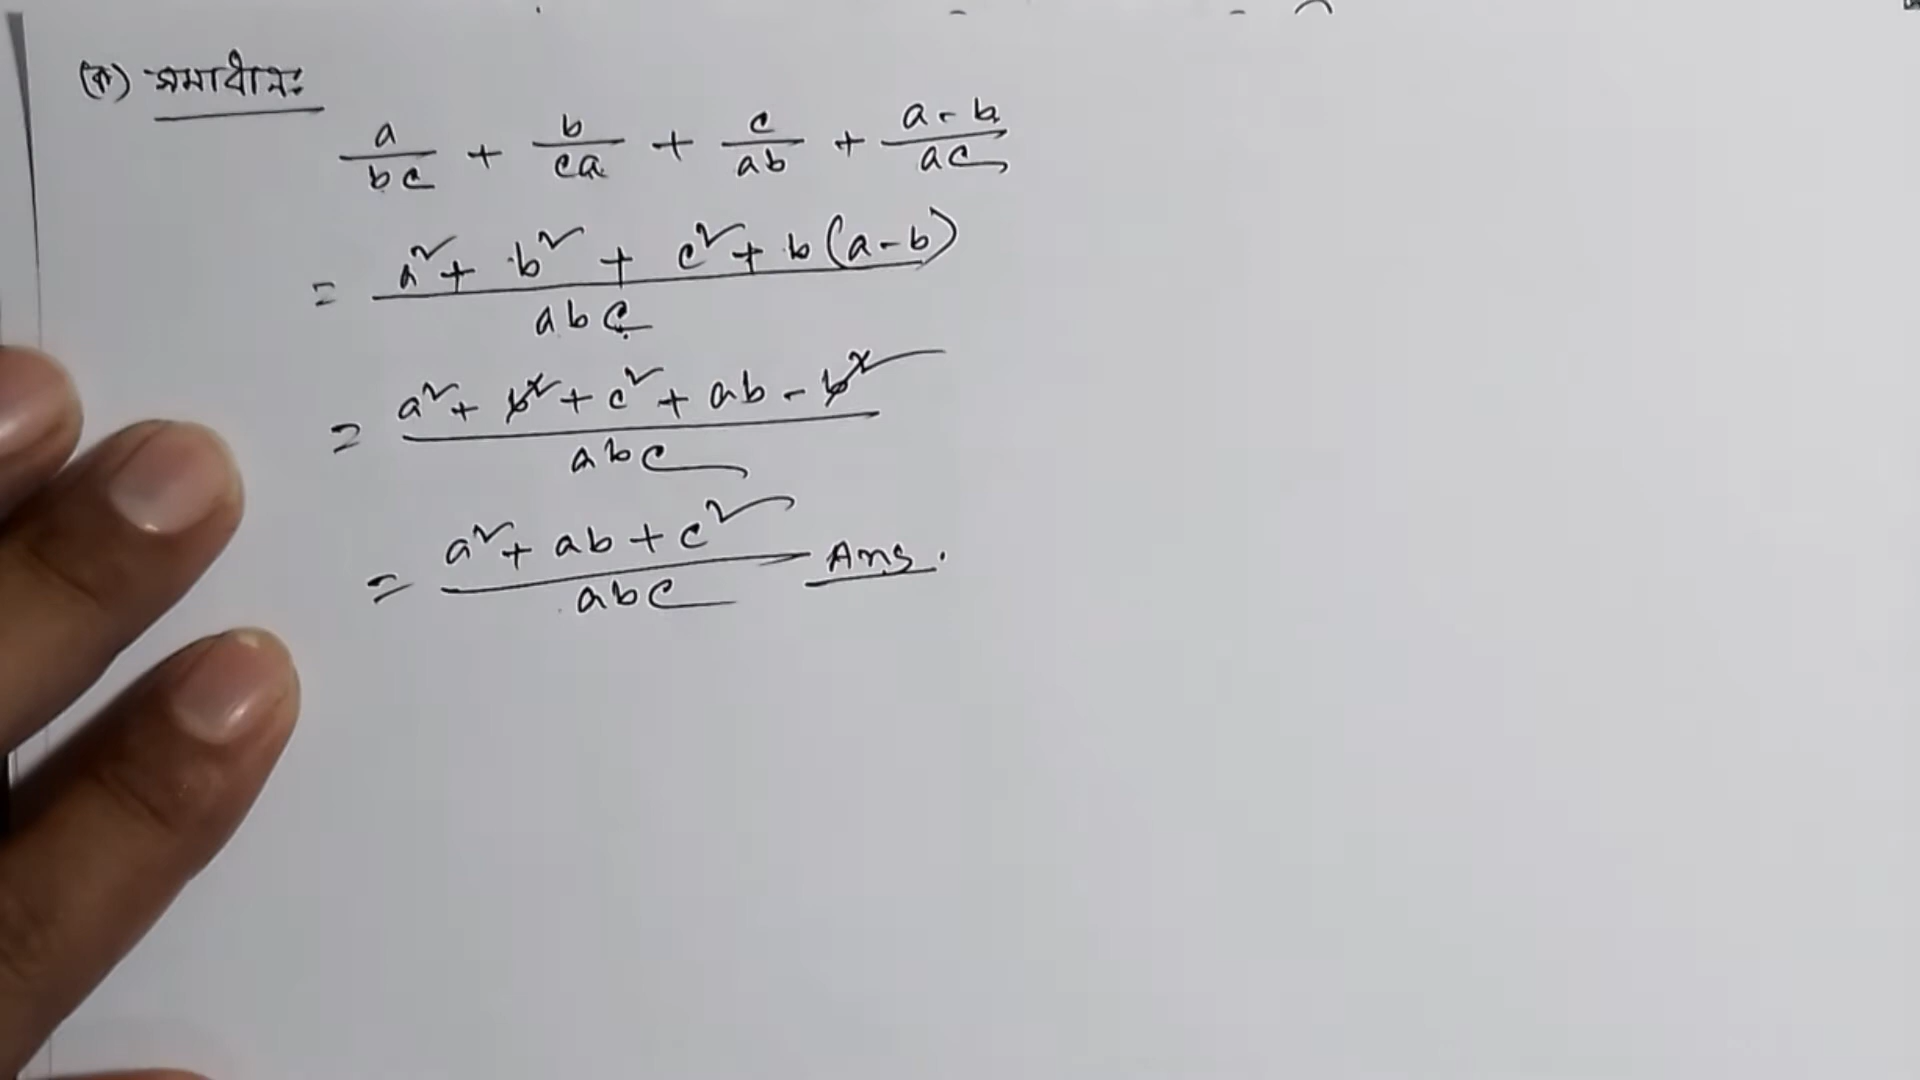 (ক) সমাধানঃ
a/bc + b/ca + c/ab + a-b/ac
= a² + b² + c² + b(a-b) / abc
= a² + b² + c² + ab - b² / abc
= a² + ab + c² / abc Ans.